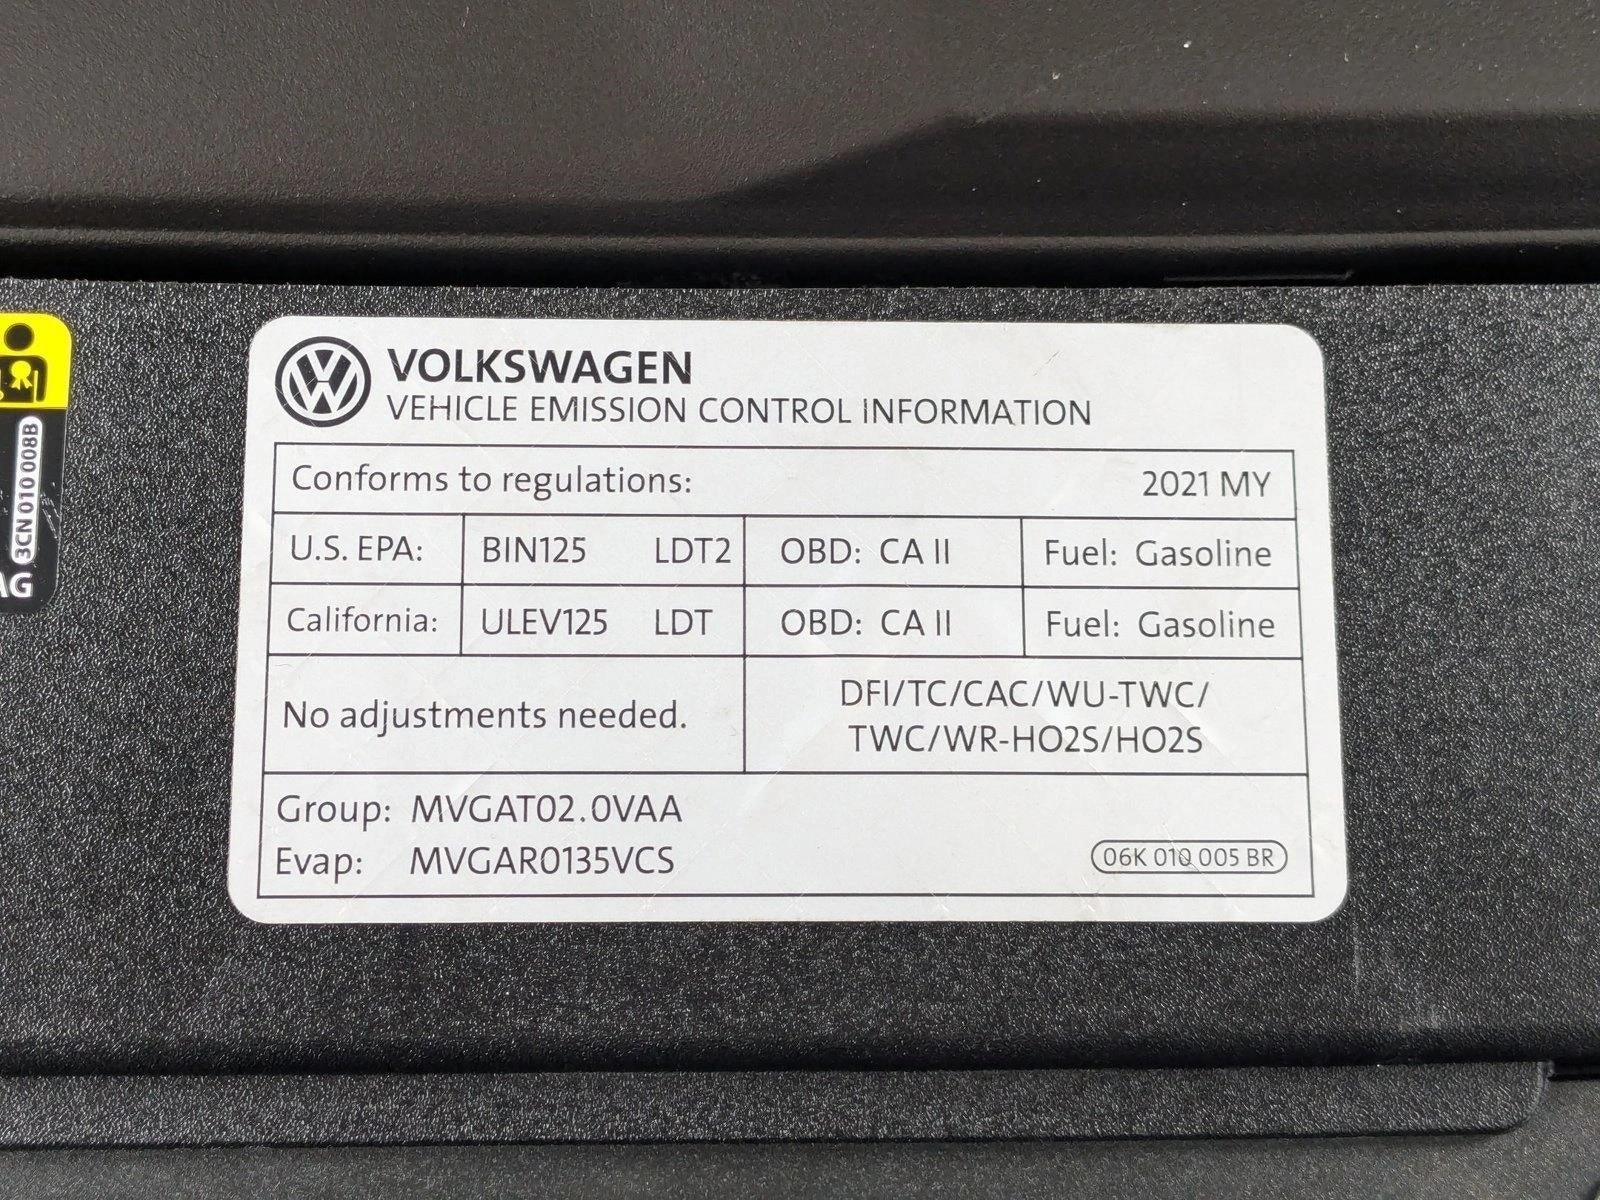 VOLKSWAGEN
VEHICLE EMISSION CONTROL INFORMATION
Conforms to regulations: 2021 MY
U.S. EPA: BIN125 LDT2 OBD: CA II Fuel: Gasoline
California: ULEV125 LDT OBD: CA II Fuel: Gasoline
No adjustments needed.
DFI/TC/CAC/WU-TWC/
TWC/WR-HO2S/HO2S
Group: MVGAT02.0VAA
Evap: MVGAR0135VCS
06K 010 005 BR
3CN 010 008B
AG